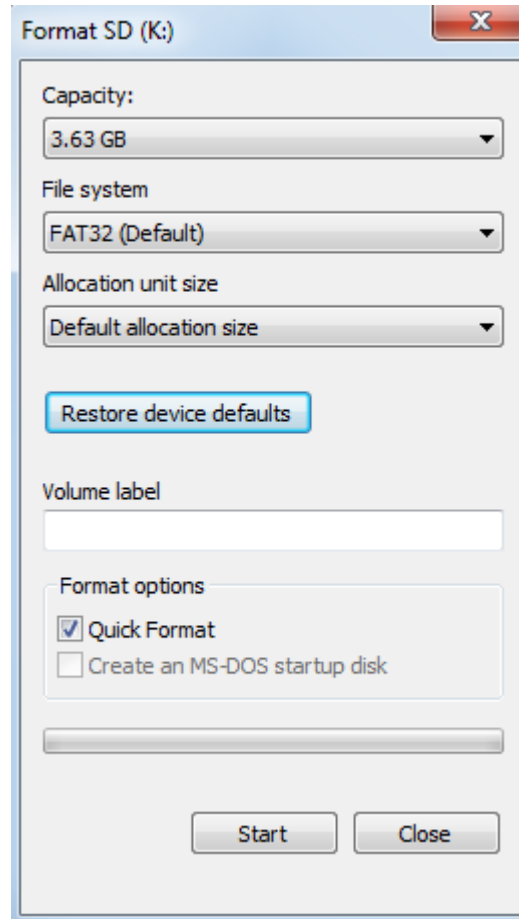 Format SD (K:)
Capacity:
3.63 GB
File system
FAT32 (Default)
Allocation unit size
Default allocation size
Restore device defaults
Volume label
Format options
Quick Format
Create an MS-DOS startup disk
Start Close